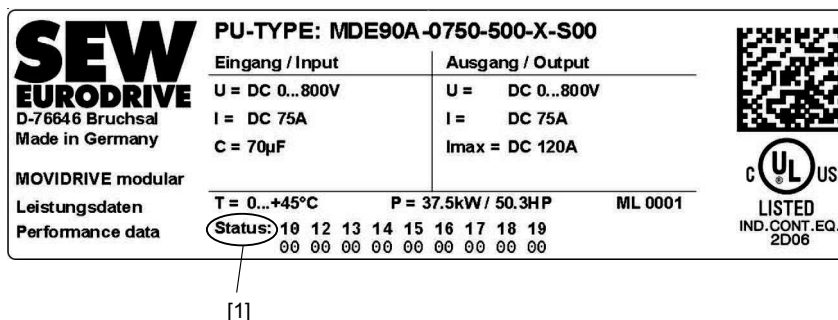 SEW
EURODRIVE
D-76646 Bruchsal
Made in Germany
MOVIDRIVE modular
Leistungsdaten
Performance data
PU-TYPE: MDE90A-0750-500-X-S00
Eingang / Input
U = DC 0...800V
I = DC 75A
C = 70µF
Ausgang / Output
U = DC 0...800V
I = DC 75A
Imax = DC 120A
T = 0...+45°C P = 37.5kW / 50.3HP ML 0001
Status: 10 12 13 14 15 16 17 18 19
00 00 00 00 00 00 00 00 00
C UL ® US
LISTED
IND.CONT.EQ.
2D06
[1]